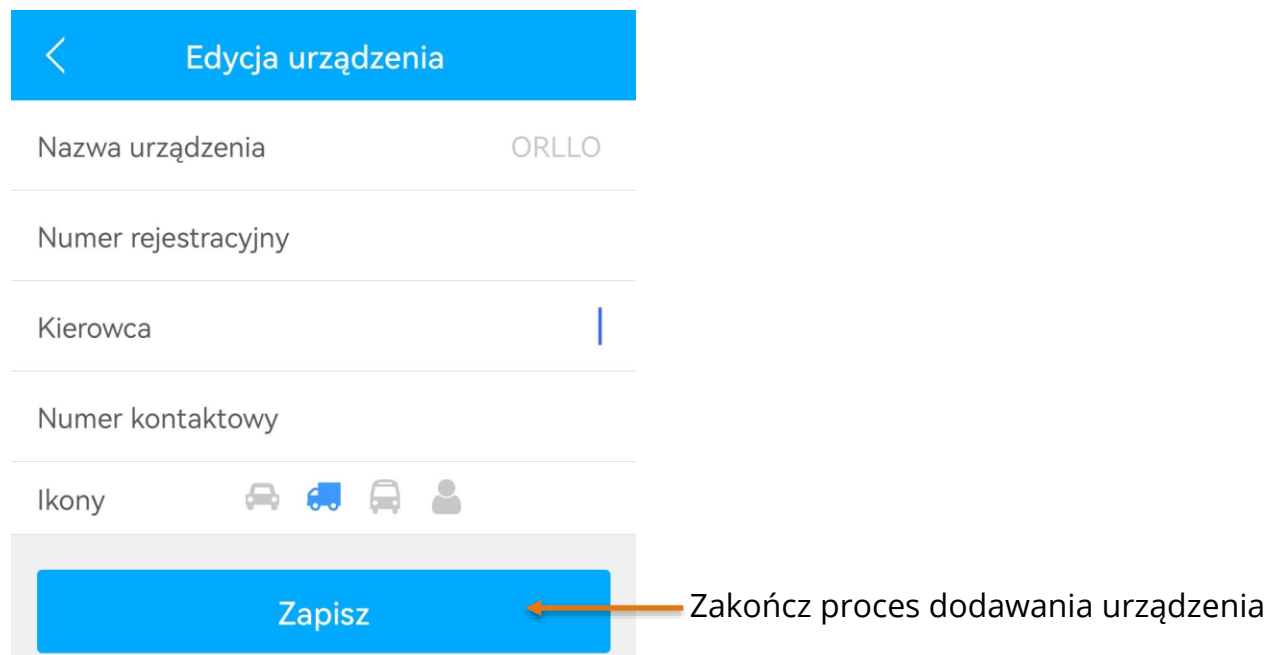 Edycja urządzenia
Nazwa urządzenia ORLLO
Numer rejestracyjny
Kierowca
Numer kontaktowy
Ikony
Zapisz
Zakończ proces dodawania urządzenia